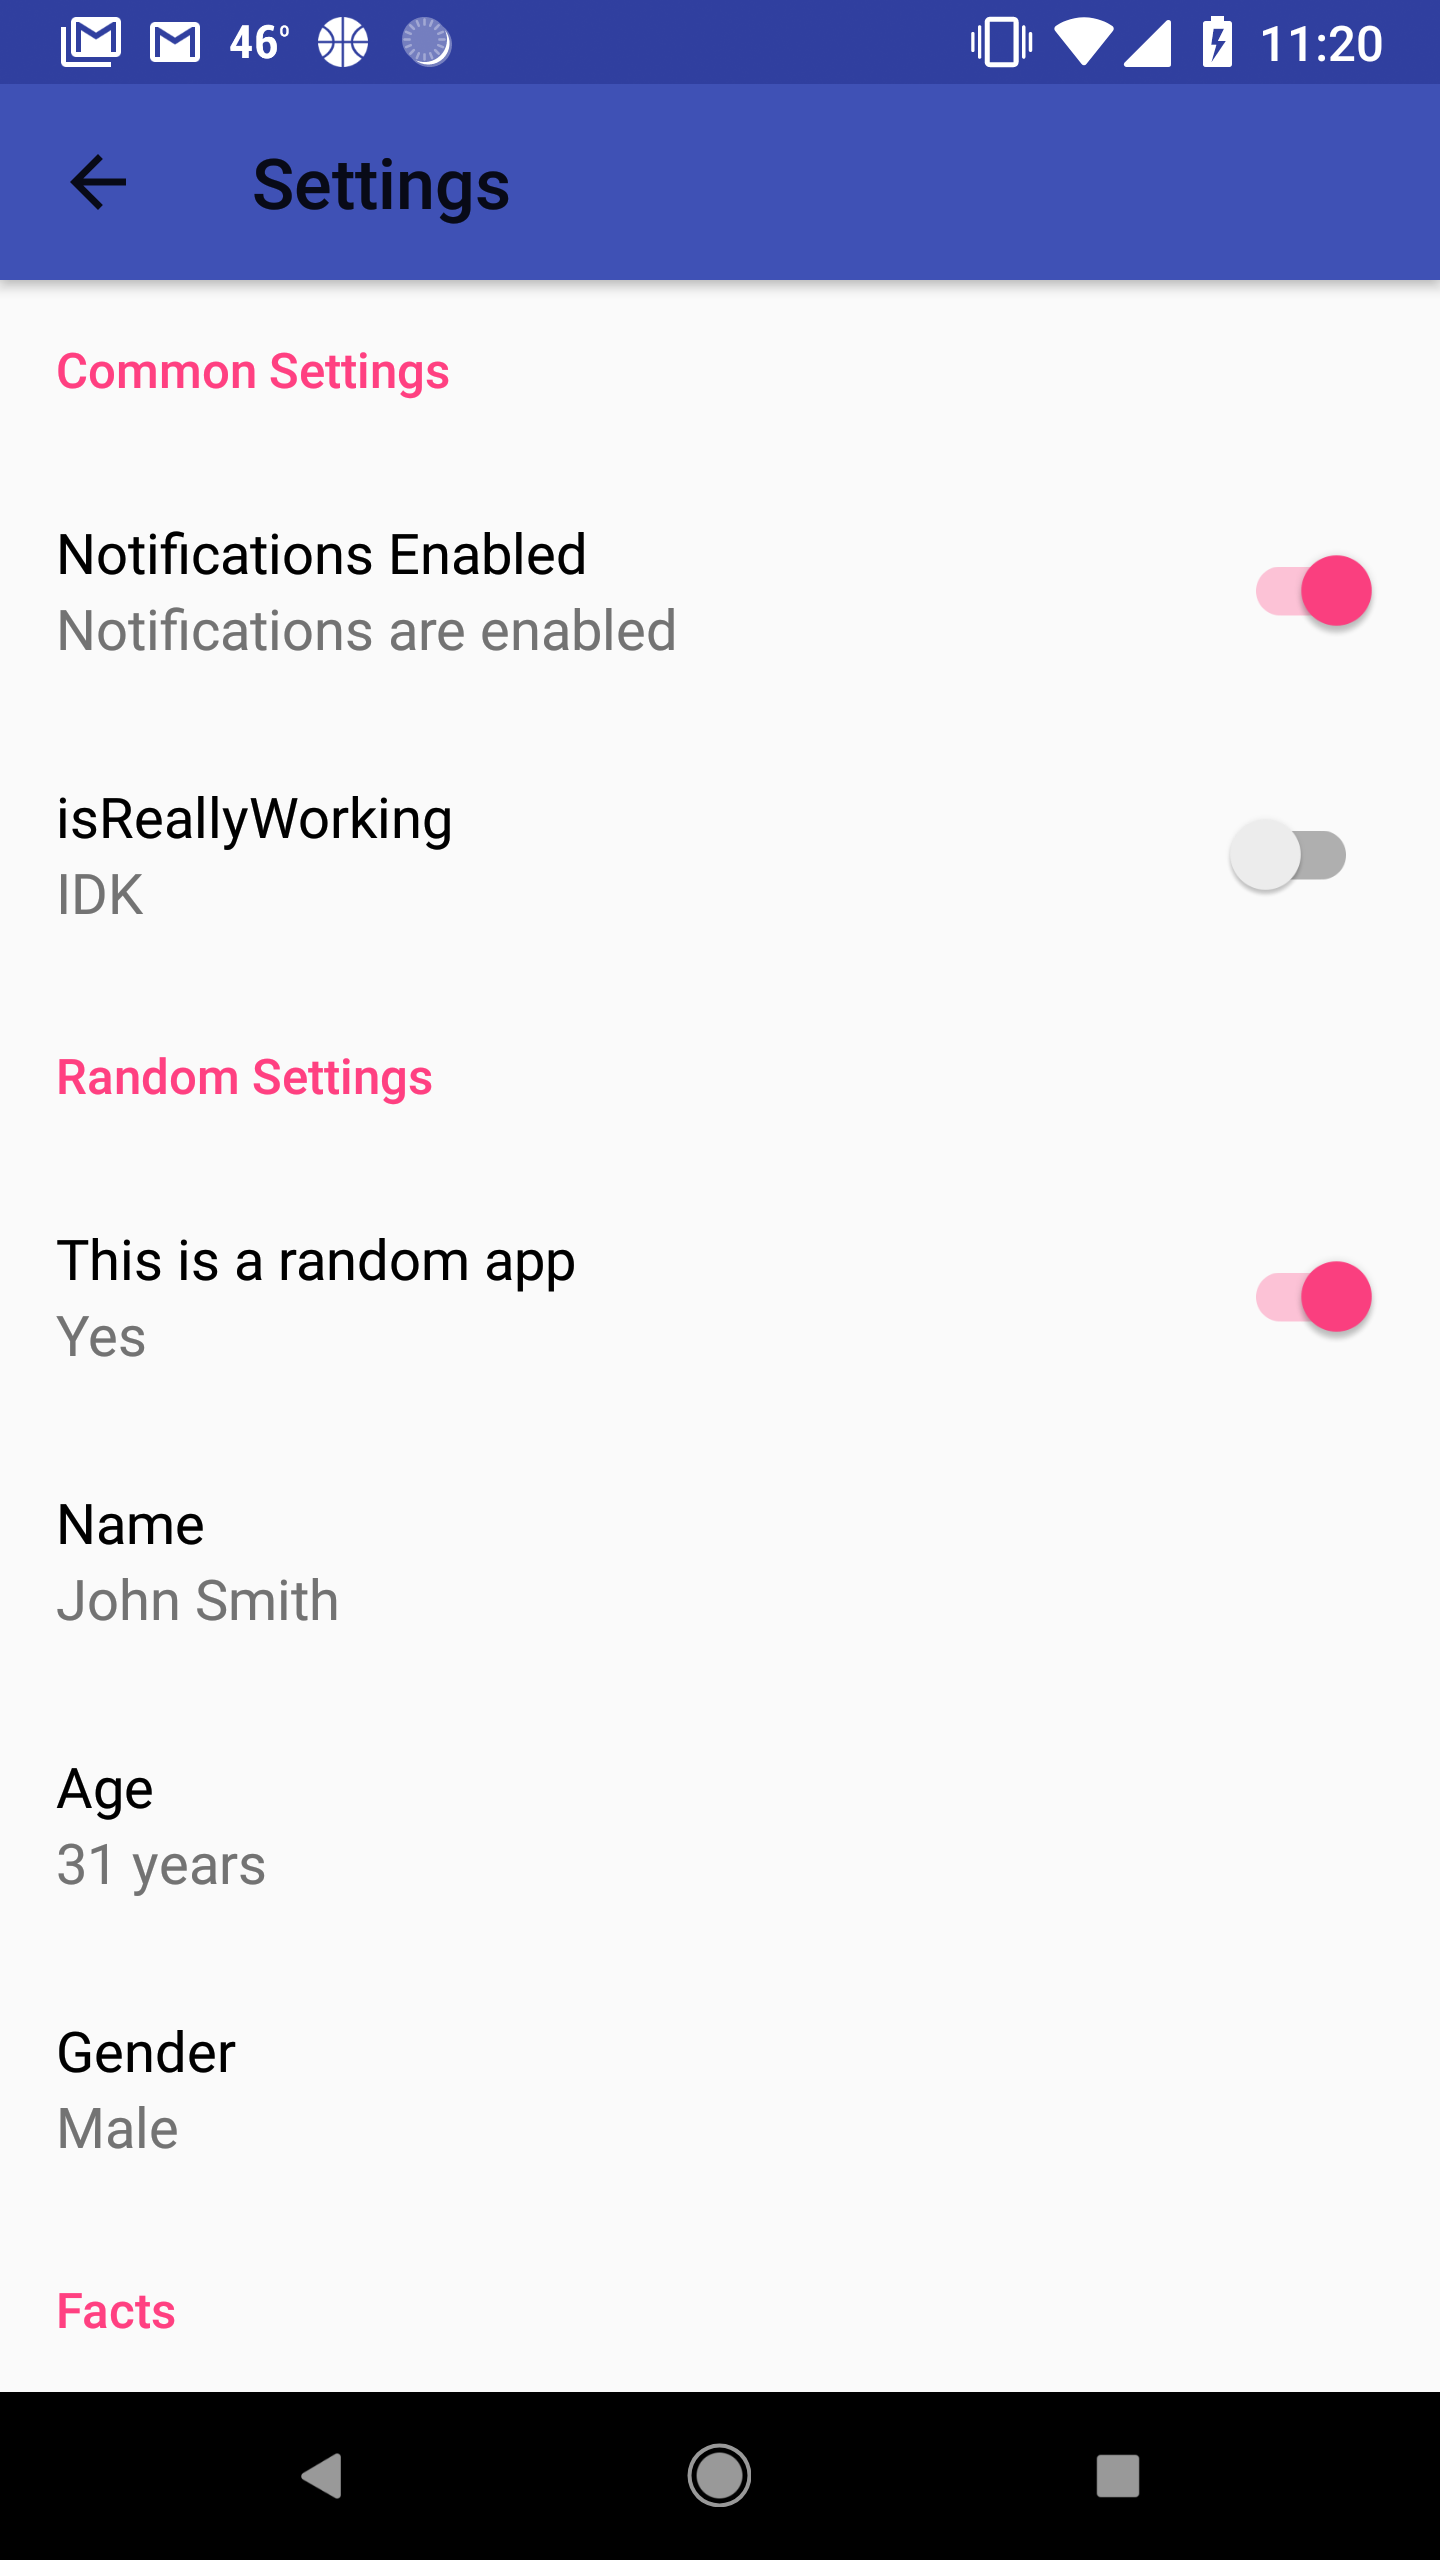 46° 11:20
Settings
Common Settings
Notifications Enabled
Notifications are enabled
isReallyWorking
IDK
Random Settings
This is a random app
Yes
Name
John Smith
Age
31 years
Gender
Male
Facts